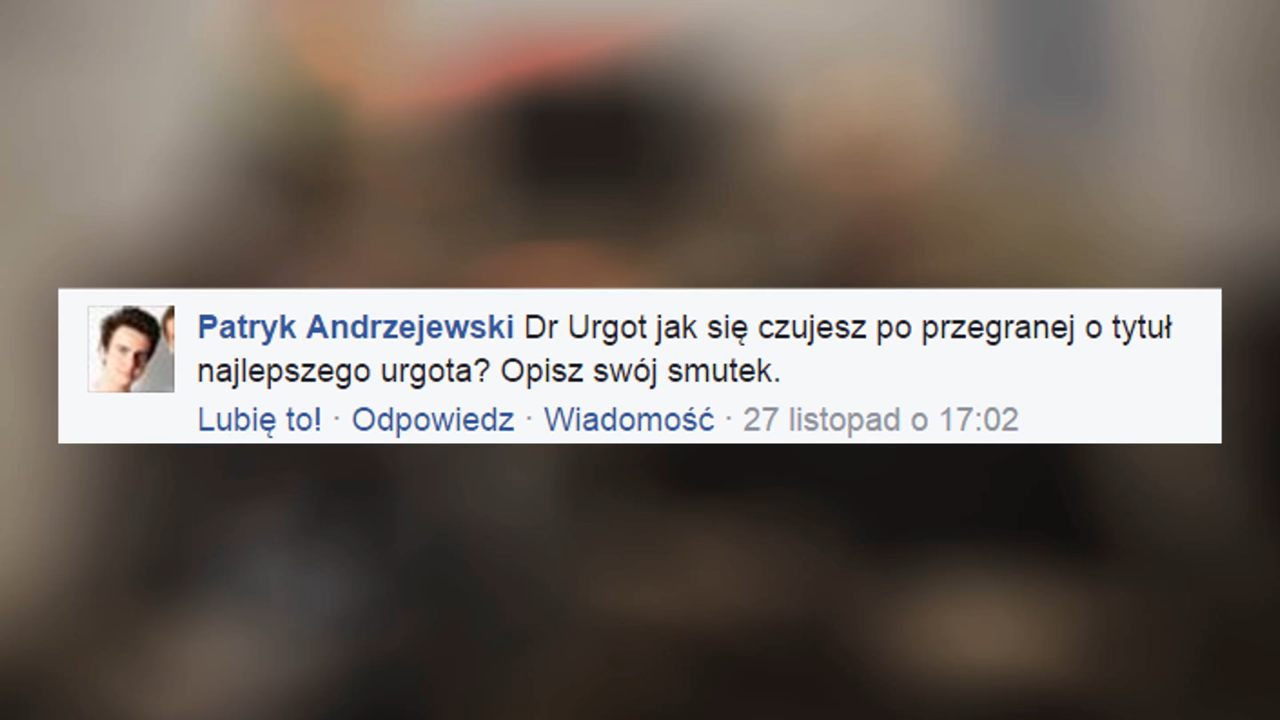 Patryk Andrzejewski Dr Urgot jak się czujesz po przegranej o tytuł
najlepszego urgota? Opisz swój smutek.
Lubię to! · Odpowiedz · Wiadomość · 27 listopad o 17:02